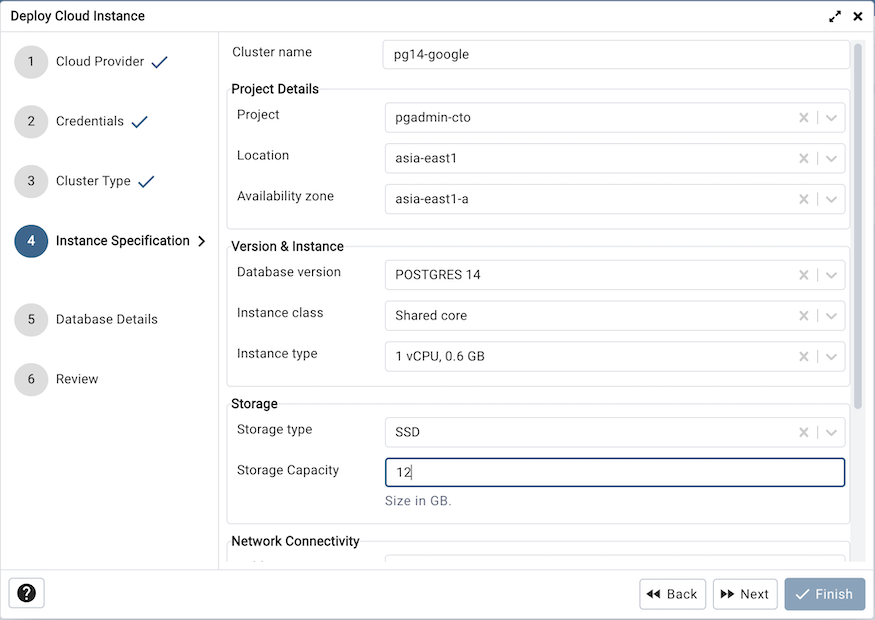 Deploy Cloud Instance
1 Cloud Provider
2 Credentials
3 Cluster Type
4 Instance Specification
5 Database Details
6 Review
Cluster name pg14-google
Project Details
Project pgadmin-cto
Location asia-east1
Availability zone asia-east1-a
Version & Instance
Database version POSTGRES 14
Instance class Shared core
Instance type 1 vCPU, 0.6 GB
Storage
Storage type SSD
Storage Capacity 12
Size in GB.
Network Connectivity
? Back Next Finish